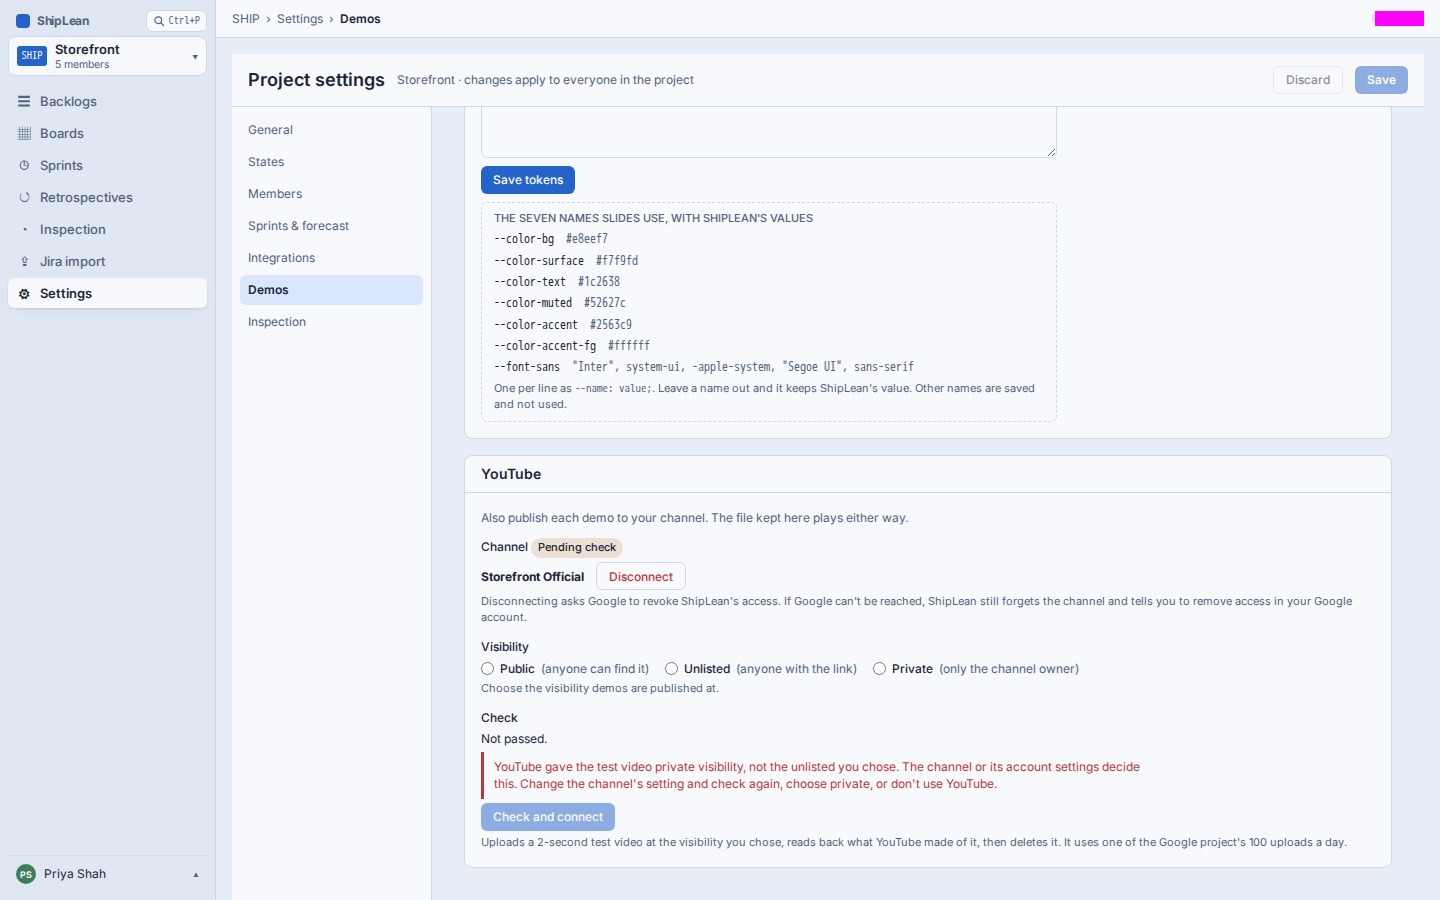 ShipLean
Ctrl+P
SHIP
Storefront
5 members
Backlogs
Boards
Sprints
Retrospectives
Inspection
Jira import
Settings
PS
Priya Shah
SHIP › Settings › Demos
Project settings
Storefront · changes apply to everyone in the project
Discard
Save
General
States
Members
Sprints & forecast
Integrations
Demos
Inspection
Save tokens
THE SEVEN NAMES SLIDES USE, WITH SHIPLEAN'S VALUES
--color-bg #e8eef7
--color-surface #f7f9fd
--color-text #1c2638
--color-muted #52627c
--color-accent #2563c9
--color-accent-fg #ffffff
--font-sans "Inter", system-ui, -apple-system, "Segoe UI", sans-serif
One per line as --name: value;. Leave a name out and it keeps ShipLean's value. Other names are saved
and not used.
YouTube
Also publish each demo to your channel. The file kept here plays either way.
Channel Pending check
Storefront Official
Disconnect
Disconnecting asks Google to revoke ShipLean's access. If Google can't be reached, ShipLean still forgets the channel and tells you to remove access in your Google
account.
Visibility
Public (anyone can find it)
Unlisted (anyone with the link)
Private (only the channel owner)
Choose the visibility demos are published at.
Check
Not passed.
YouTube gave the test video private visibility, not the unlisted you chose. The channel or its account settings decide
this. Change the channel's setting and check again, choose private, or don't use YouTube.
Check and connect
Uploads a 2-second test video at the visibility you chose, reads back what YouTube made of it, then deletes it. It uses one of the Google project's 100 uploads a day.